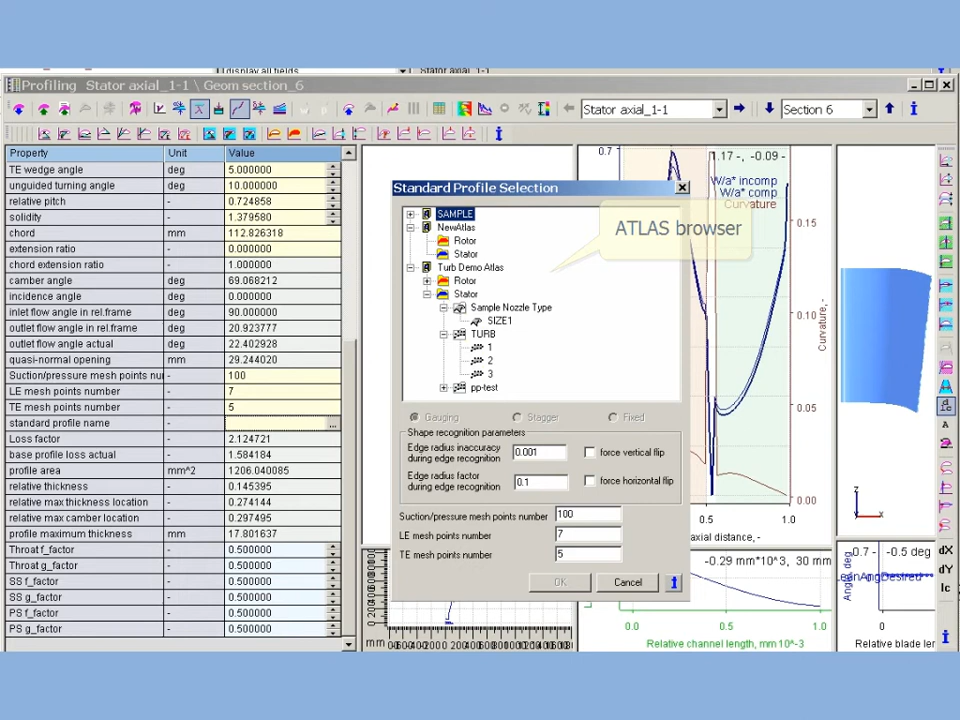 display all fields
Stator axial_1-1
Profiling Stator axial_1-1 \ Geom section_6
Stator axial_1-1
Section 6
Property Unit Value
TE wedge angle deg 5.000000
unguided turning angle deg 10.000000
relative pitch - 0.724858
solidity - 1.379580
chord mm 112.826318
extension ratio - 0.000000
chord extension ratio - 1.000000
camber angle deg 69.068212
incidence angle deg 0.000000
inlet flow angle in rel.frame deg 90.000000
outlet flow angle in rel.frame deg 20.923777
outlet flow angle actual deg 22.402928
quasi-normal opening mm 29.244020
Suction/pressure mesh points nu - 100
LE mesh points number - 7
TE mesh points number - 5
standard profile name - ...
Loss factor - 2.124721
base profile loss actual - 1.584184
profile area mm^2 1206.040085
relative thickness - 0.145395
relative max thickness location - 0.274144
relative max camber location - 0.297495
profile maximum thickness mm 17.801637
Throat f_factor - 0.500000
Throat g_factor - 0.500000
SS f_factor - 0.500000
SS g_factor - 0.500000
PS f_factor - 0.500000
PS g_factor - 0.500000
Standard Profile Selection
SAMPLE
NewAtlas
Rotor
Stator
Turb Demo Atlas
Rotor
Stator
Sample Nozzle Type
SIZE1
TURB
1
2
3
pp-test
ATLAS browser
Gauging Stagger Fixed
Shape recognition parameters
Edge radius inaccuracy
during edge recognition
0.001
force vertical flip
Edge radius factor
during edge recognition
0.1
force horizontal flip
Suction/pressure mesh points number 100
LE mesh points number 7
TE mesh points number 5
OK Cancel
0.7
1.17 -, -0.09 -
W/a* incomp
W/a* comp
Curvature
0.15
0.10
0.05
0.00
Curvature, -
0.5 1.0
axial distance, -
-0.29 mm*10^3, 30 mm
0.0 0.5 1.0
Relative channel length, mm 10^-3
z
x
0.7 - -0.5 deg
LeanAngDesired
Angle, deg
0
Relative blade ler
mm
dX
dY
lc